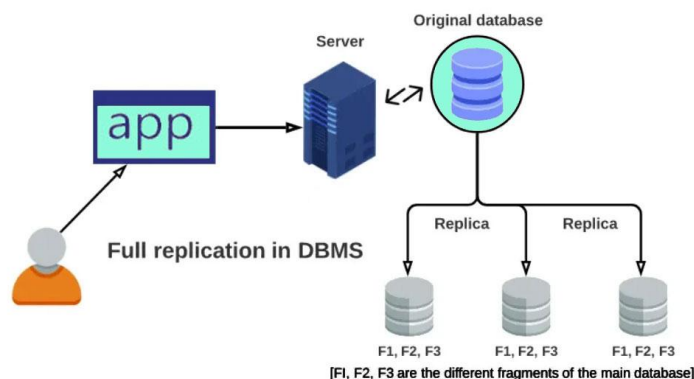 Original database
Server
app
Replica
Replica
Full replication in DBMS
F1, F2, F3
F1, F2, F3
F1, F2, F3
[FI, F2, F3 are the different fragments of the main database]